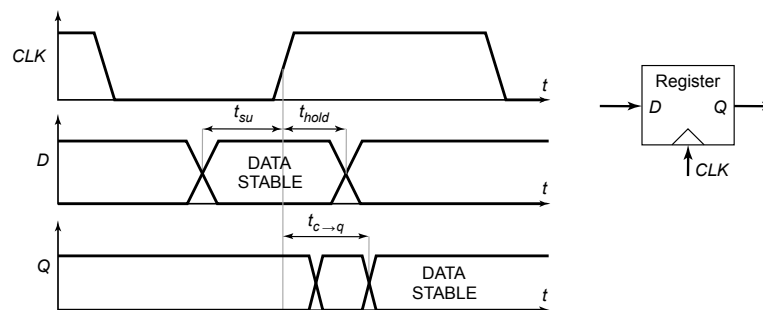 CLK
t
t_su
t_hold
D
DATA
STABLE
t
t_c→q
Q
DATA
STABLE
t
Register
D Q
CLK